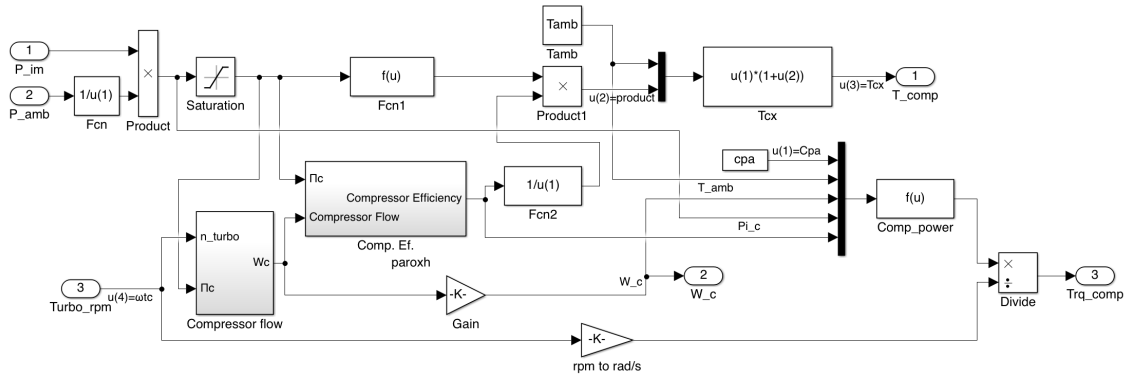 1
P_im
2
P_amb
1/u(1)
Fcn
×
Product
Saturation
f(u)
Fcn1
Tamb
Tamb
×
Product1
u(2)=product
u(1)*(1+u(2))
Tcx
u(3)=Tcx
1
T_comp
Πc
Compressor Efficiency
Compressor Flow
Comp. Ef.
paroxh
1/u(1)
Fcn2
cpa
u(1)=Cpa
T_amb
Pi_c
f(u)
Comp_power
n_turbo
Wc
Πc
Compressor flow
3
Turbo_rpm
u(4)=ωtc
-K-
Gain
W_c
2
W_c
-K-
rpm to rad/s
×
÷
Divide
3
Trq_comp